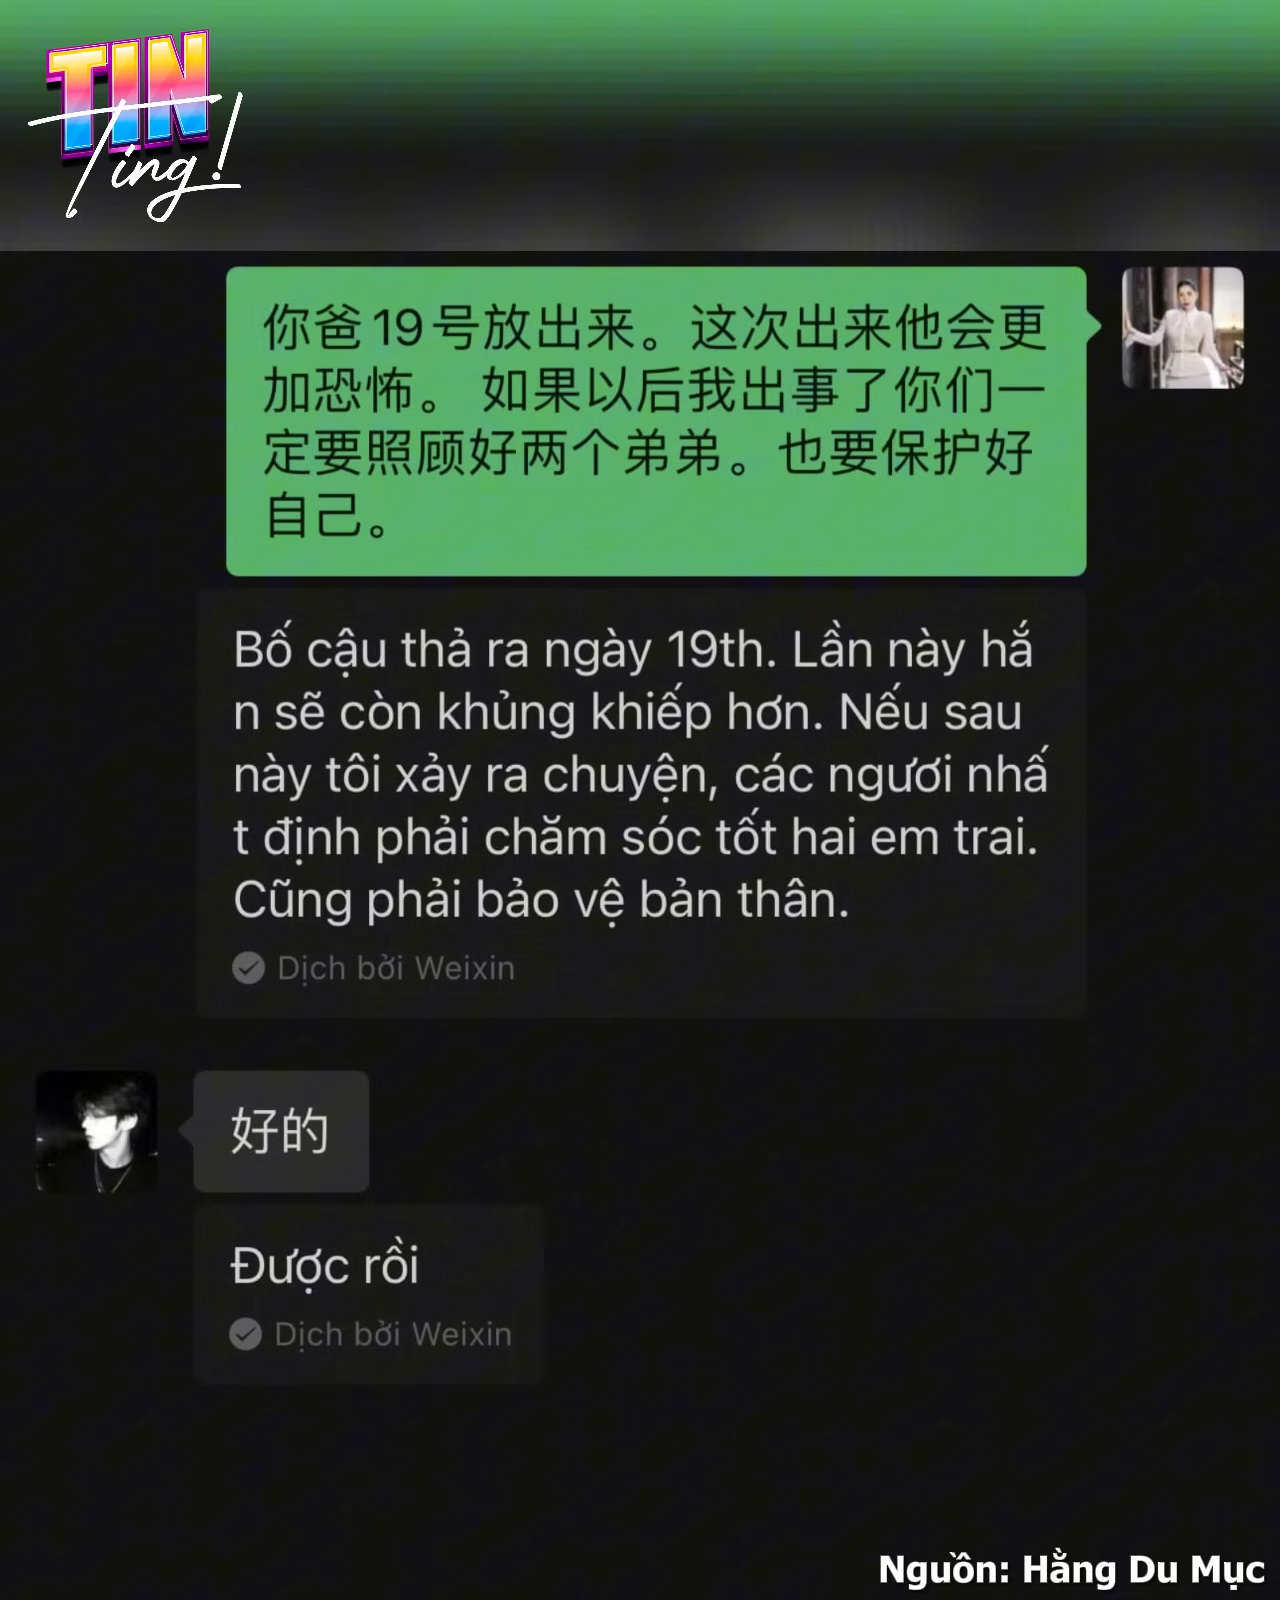 TIN
Ting!
你爸19号放出来。这次出来他会更
加恐怖。 如果以后我出事了你们一
定要照顾好两个弟弟。也要保护好
自己。
Bố cậu thả ra ngày 19th. Lần này hắ
n sẽ còn khủng khiếp hơn. Nếu sau
này tôi xảy ra chuyện, các ngươi nhấ
t định phải chăm sóc tốt hai em trai.
Cũng phải bảo vệ bản thân.
Dịch bởi Weixin
好的
Được rồi
Dịch bởi Weixin
Nguồn: Hằng Du Mục